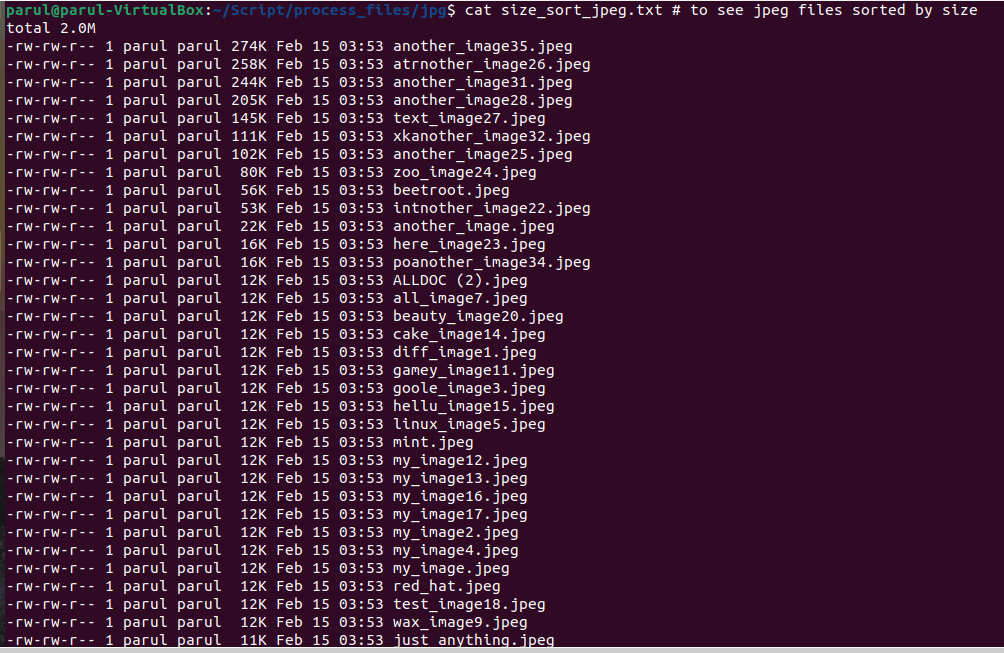 parul@parul-VirtualBox:~/Script/process_files/jpg$ cat size_sort_jpeg.txt # to see jpeg files sorted by size
total 2.0M
-rw-rw-r-- 1 parul parul 274K Feb 15 03:53 another_image35.jpeg
-rw-rw-r-- 1 parul parul 258K Feb 15 03:53 atrnother_image26.jpeg
-rw-rw-r-- 1 parul parul 244K Feb 15 03:53 another_image31.jpeg
-rw-rw-r-- 1 parul parul 205K Feb 15 03:53 another_image28.jpeg
-rw-rw-r-- 1 parul parul 145K Feb 15 03:53 text_image27.jpeg
-rw-rw-r-- 1 parul parul 111K Feb 15 03:53 xkanother_image32.jpeg
-rw-rw-r-- 1 parul parul 102K Feb 15 03:53 another_image25.jpeg
-rw-rw-r-- 1 parul parul  80K Feb 15 03:53 zoo_image24.jpeg
-rw-rw-r-- 1 parul parul  56K Feb 15 03:53 beetroot.jpeg
-rw-rw-r-- 1 parul parul  53K Feb 15 03:53 intnother_image22.jpeg
-rw-rw-r-- 1 parul parul  22K Feb 15 03:53 another_image.jpeg
-rw-rw-r-- 1 parul parul  16K Feb 15 03:53 here_image23.jpeg
-rw-rw-r-- 1 parul parul  16K Feb 15 03:53 poanother_image34.jpeg
-rw-rw-r-- 1 parul parul  12K Feb 15 03:53 ALLDOC (2).jpeg
-rw-rw-r-- 1 parul parul  12K Feb 15 03:53 all_image7.jpeg
-rw-rw-r-- 1 parul parul  12K Feb 15 03:53 beauty_image20.jpeg
-rw-rw-r-- 1 parul parul  12K Feb 15 03:53 cake_image14.jpeg
-rw-rw-r-- 1 parul parul  12K Feb 15 03:53 diff_image1.jpeg
-rw-rw-r-- 1 parul parul  12K Feb 15 03:53 gamey_image11.jpeg
-rw-rw-r-- 1 parul parul  12K Feb 15 03:53 goole_image3.jpeg
-rw-rw-r-- 1 parul parul  12K Feb 15 03:53 hellu_image15.jpeg
-rw-rw-r-- 1 parul parul  12K Feb 15 03:53 linux_image5.jpeg
-rw-rw-r-- 1 parul parul  12K Feb 15 03:53 mint.jpeg
-rw-rw-r-- 1 parul parul  12K Feb 15 03:53 my_image12.jpeg
-rw-rw-r-- 1 parul parul  12K Feb 15 03:53 my_image13.jpeg
-rw-rw-r-- 1 parul parul  12K Feb 15 03:53 my_image16.jpeg
-rw-rw-r-- 1 parul parul  12K Feb 15 03:53 my_image17.jpeg
-rw-rw-r-- 1 parul parul  12K Feb 15 03:53 my_image2.jpeg
-rw-rw-r-- 1 parul parul  12K Feb 15 03:53 my_image4.jpeg
-rw-rw-r-- 1 parul parul  12K Feb 15 03:53 my_image.jpeg
-rw-rw-r-- 1 parul parul  12K Feb 15 03:53 red_hat.jpeg
-rw-rw-r-- 1 parul parul  12K Feb 15 03:53 test_image18.jpeg
-rw-rw-r-- 1 parul parul  12K Feb 15 03:53 wax_image9.jpeg
-rw-rw-r-- 1 parul parul  11K Feb 15 03:53 just_anything.jpeg